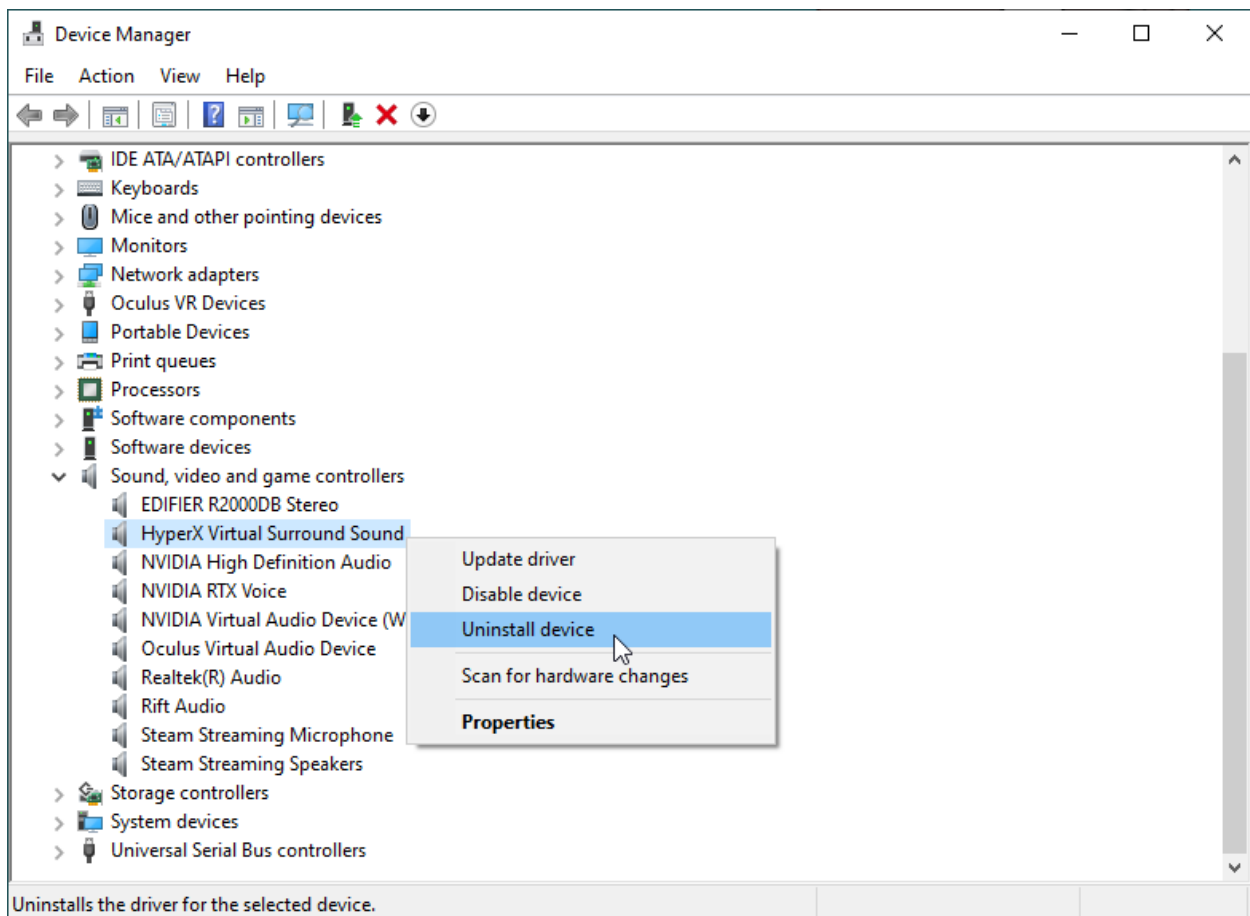 Device Manager
File Action View Help
IDE ATA/ATAPI controllers
Keyboards
Mice and other pointing devices
Monitors
Network adapters
Oculus VR Devices
Portable Devices
Print queues
Processors
Software components
Software devices
Sound, video and game controllers
EDIFIER R2000DB Stereo
HyperX Virtual Surround Sound
NVIDIA High Definition Audio
NVIDIA RTX Voice
NVIDIA Virtual Audio Device (W
Oculus Virtual Audio Device
Realtek(R) Audio
Rift Audio
Steam Streaming Microphone
Steam Streaming Speakers
Storage controllers
System devices
Universal Serial Bus controllers
Update driver
Disable device
Uninstall device
Scan for hardware changes
Properties
Uninstalls the driver for the selected device.